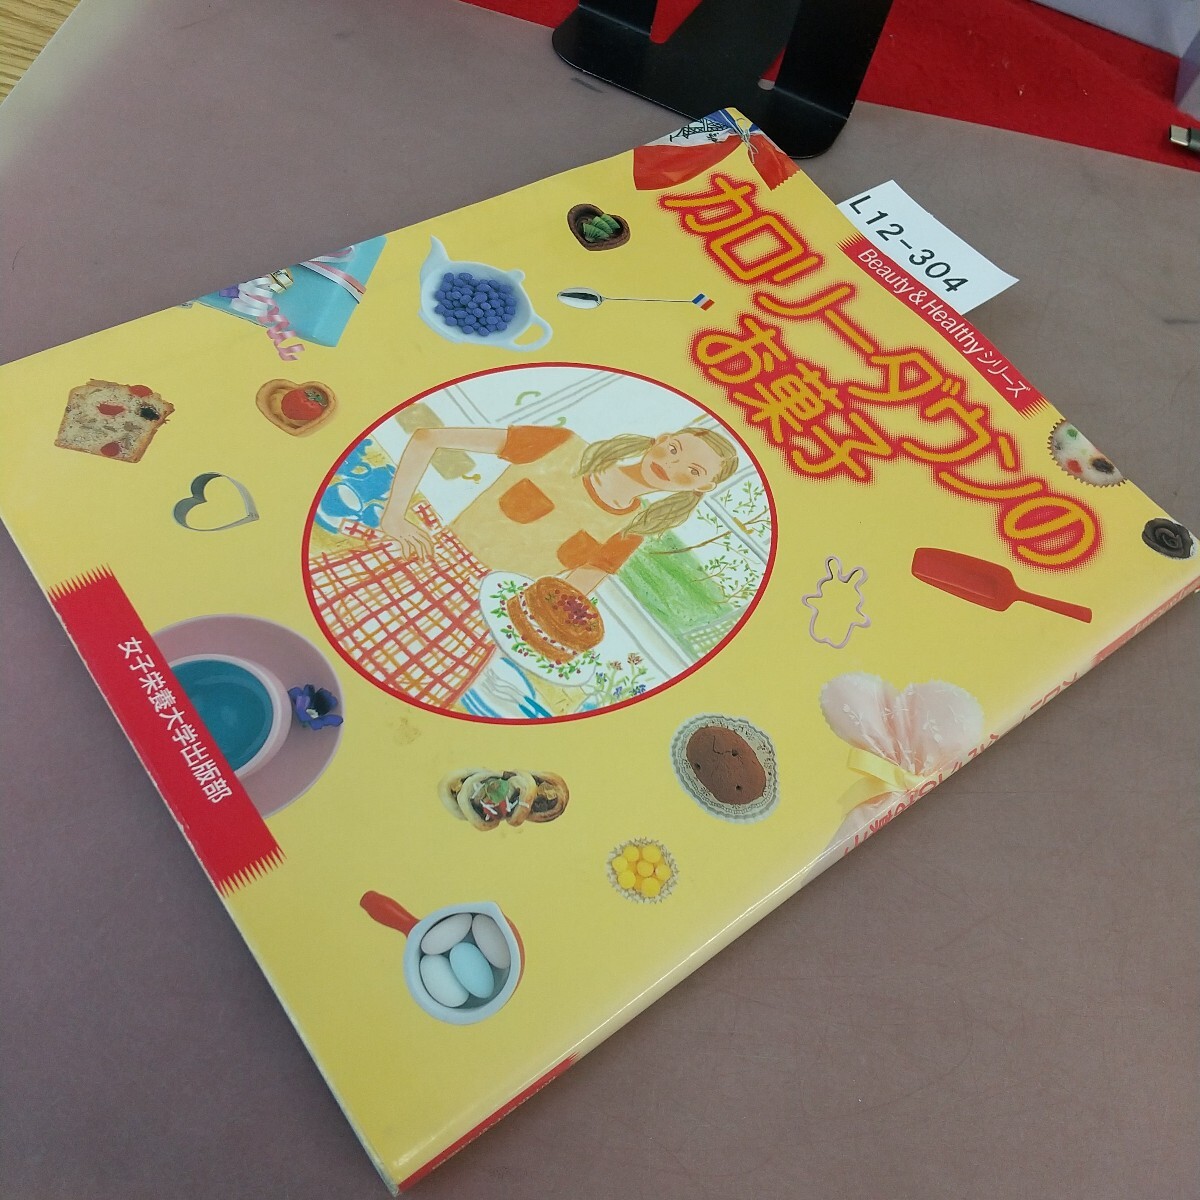 L12-304
Beauty & Healthyシリーズ
カロリーダウンの
お菓子
女子栄養大学出版部